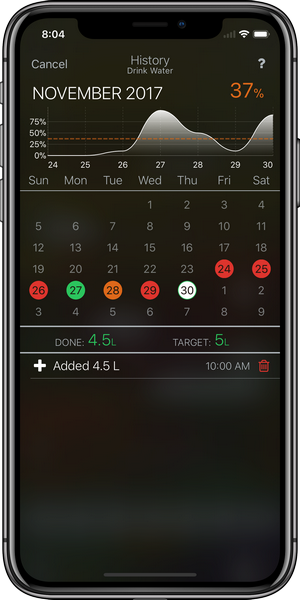 8:04
Cancel History ?
Drink Water
NOVEMBER 2017 37%
75%
50%
25%
0%
24 25 26 27 28 29 30
Sun Mon Tue Wed Thu Fri Sat
1 2 3 4
5 6 7 8 9 10 11
12 13 14 15 16 17 18
19 20 21 22 23 24 25
26 27 28 29 30 1 2
3 4 5 6 7 8 9
DONE: 4.5L TARGET: 5L
Added 4.5 L 10:00 AM